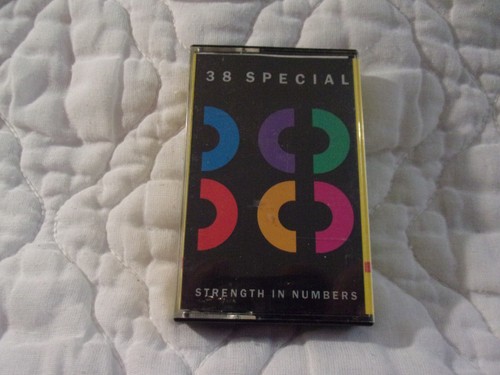 38 SPECIAL
STRENGTH IN NUMBERS